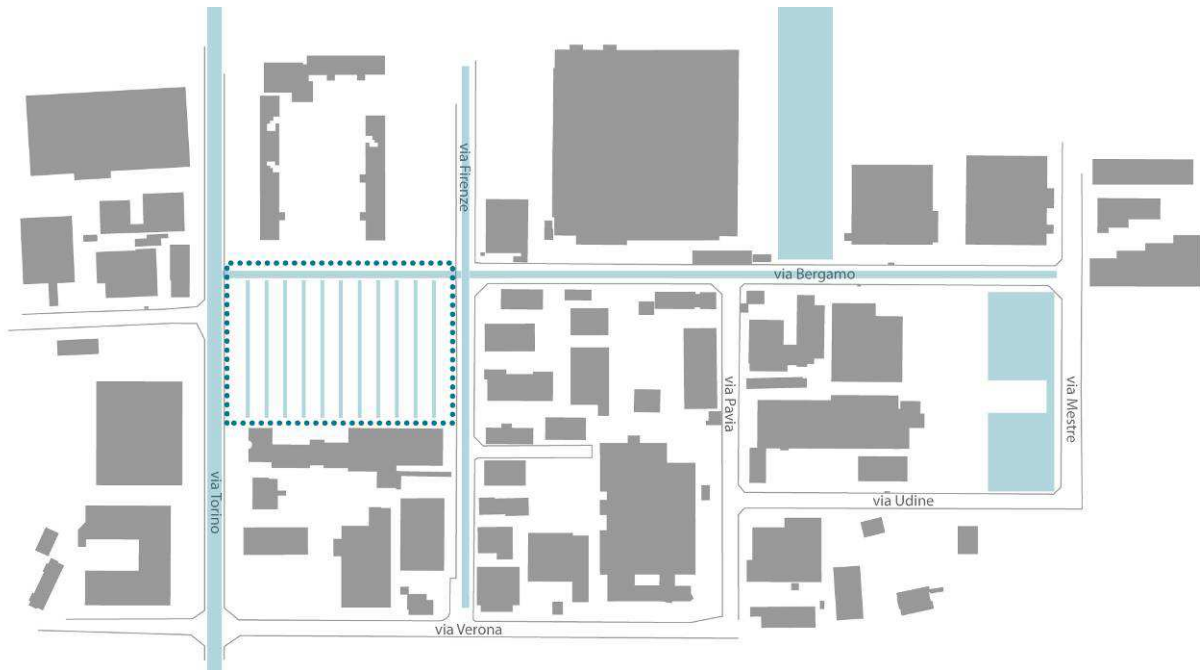 via Firenze
via Bergamo
via Pavia
via Mestre
via Torino
via Udine
via Verona